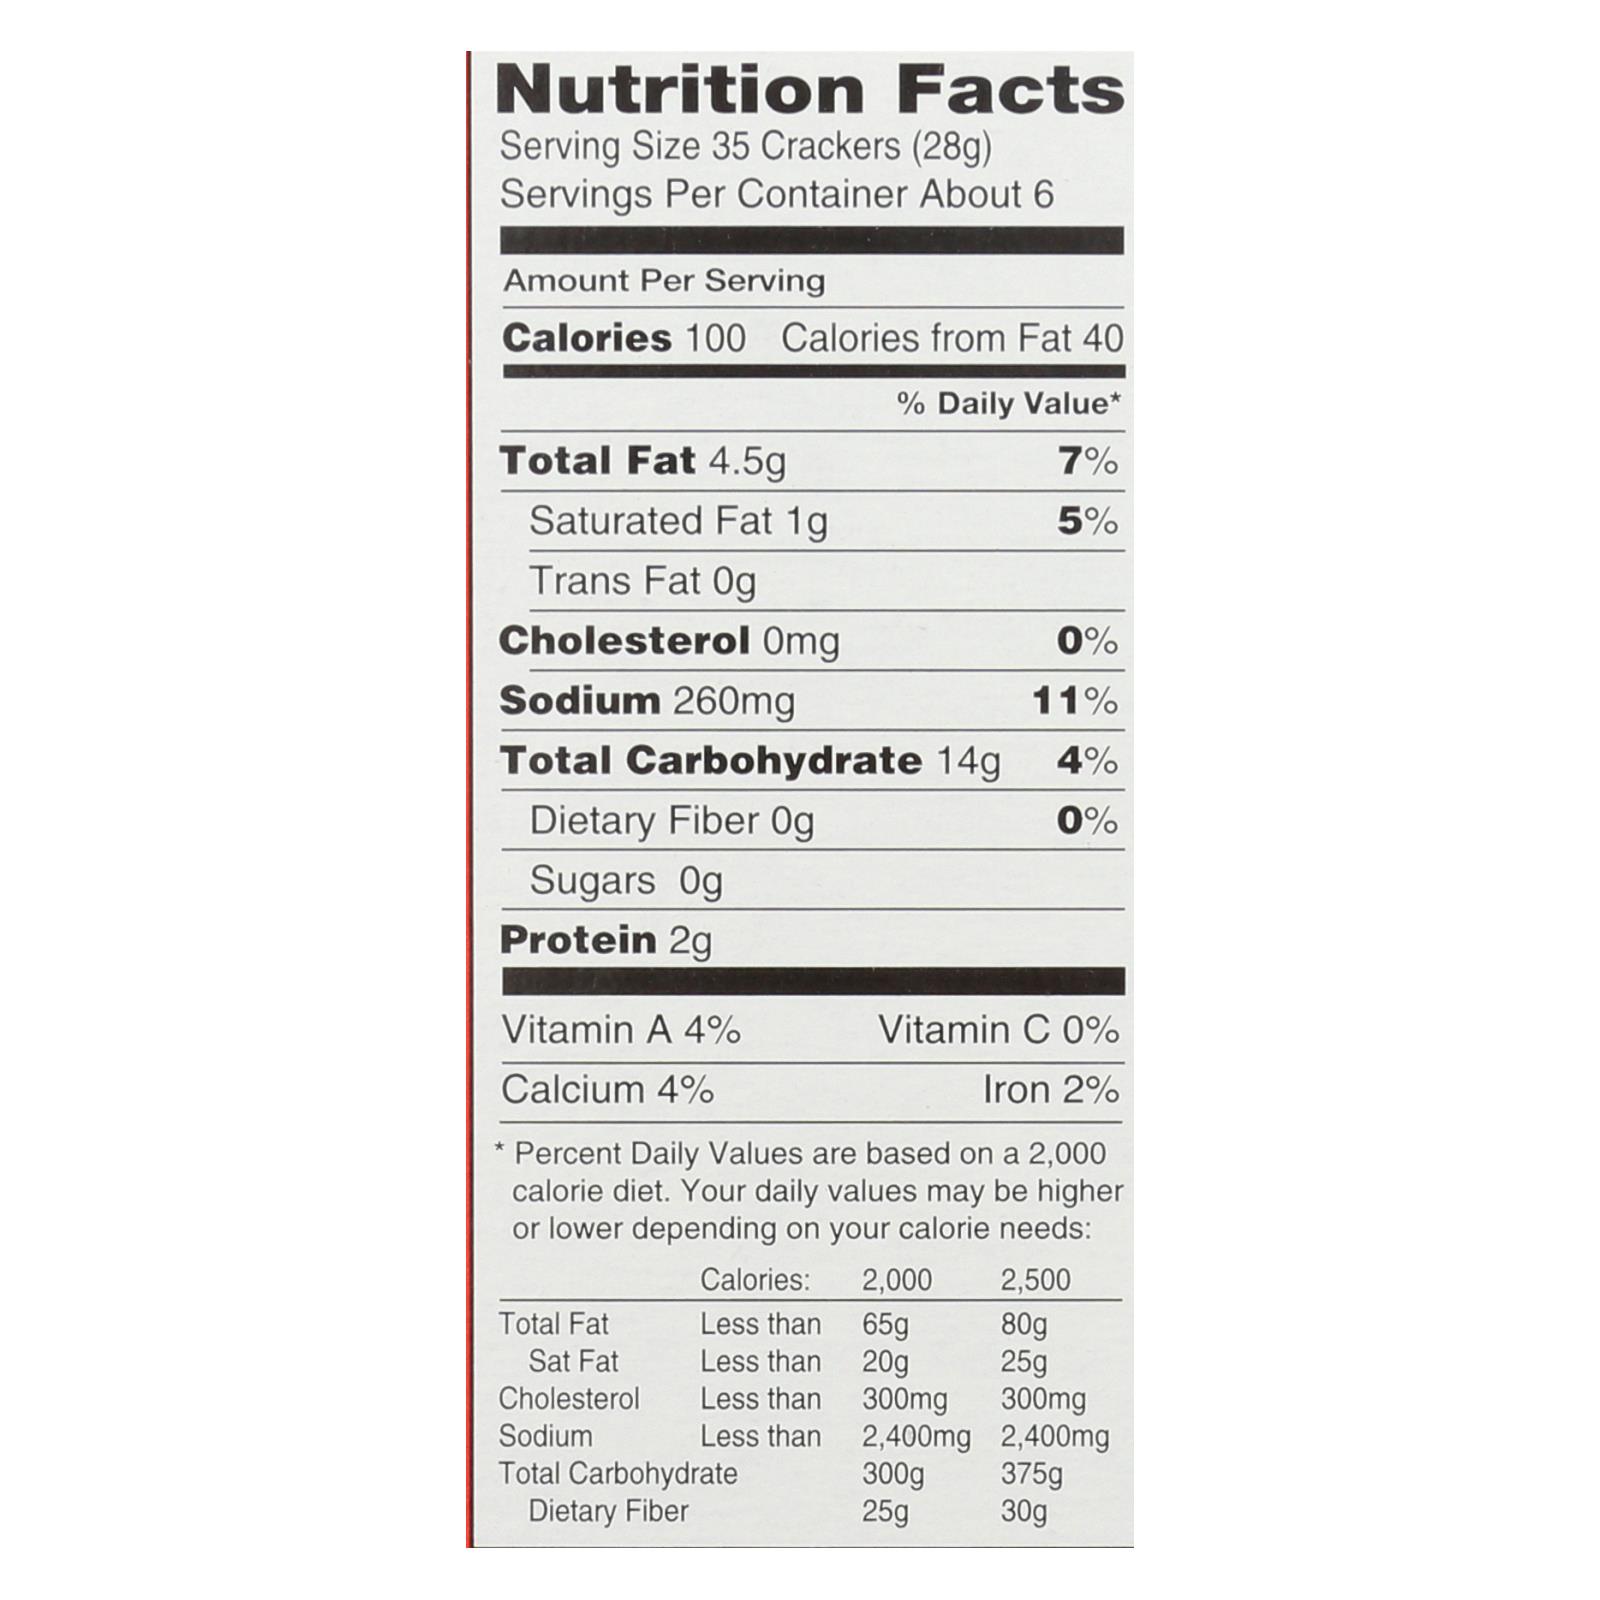 Nutrition Facts
Serving Size 35 Crackers (28g)
Servings Per Container About 6
Amount Per Serving
Calories 100 Calories from Fat 40
% Daily Value*
Total Fat 4.5g 7%
Saturated Fat 1g 5%
Trans Fat 0g
Cholesterol 0mg 0%
Sodium 260mg 11%
Total Carbohydrate 14g 4%
Dietary Fiber 0g 0%
Sugars 0g
Protein 2g
Vitamin A 4% Vitamin C 0%
Calcium 4% Iron 2%
* Percent Daily Values are based on a 2,000
calorie diet. Your daily values may be higher
or lower depending on your calorie needs:
Calories: 2,000 2,500
Total Fat Less than 65g 80g
Sat Fat Less than 20g 25g
Cholesterol Less than 300mg 300mg
Sodium Less than 2,400mg 2,400mg
Total Carbohydrate 300g 375g
Dietary Fiber 25g 30g